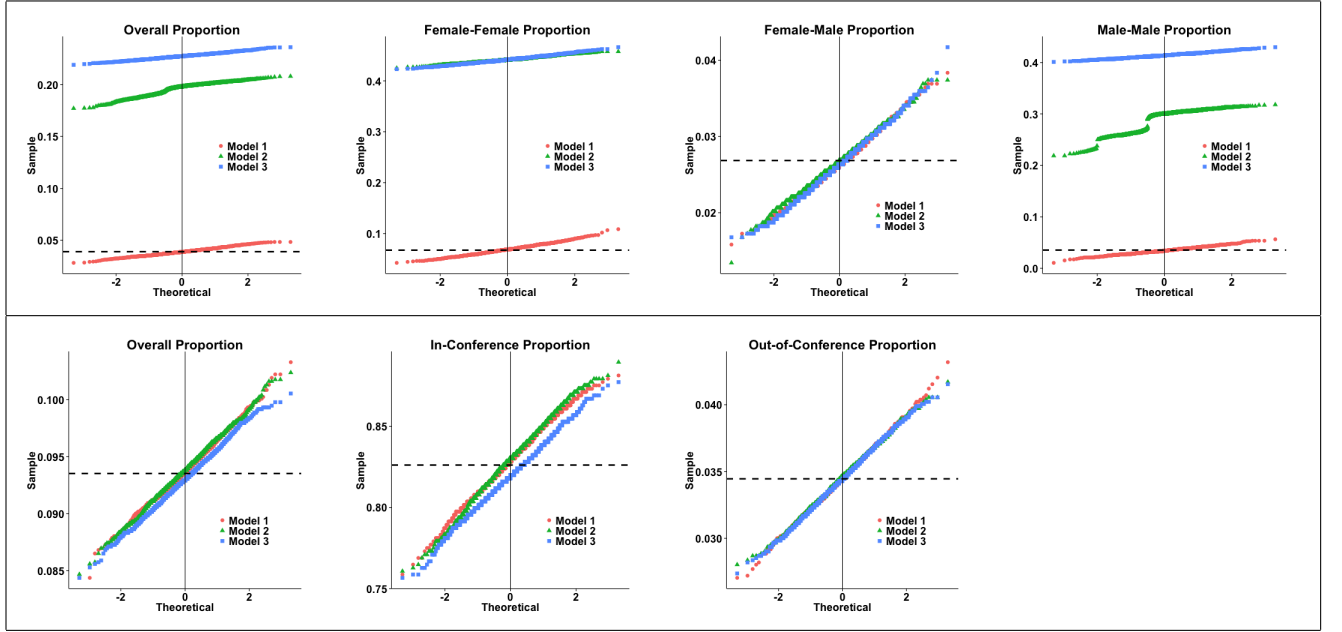 Overall Proportion
Sample
0.20
0.15
0.10
0.05
-2
0
2
Theoretical
Model 1
Model 2
Model 3
Female-Female Proportion
Sample
0.4
0.3
0.2
0.1
-2
0
2
Theoretical
Model 1
Model 2
Model 3
Female-Male Proportion
Sample
0.04
0.03
0.02
-2
0
2
Theoretical
Model 1
Model 2
Model 3
Male-Male Proportion
Sample
0.4
0.3
0.2
0.1
0.0
-2
0
2
Theoretical
Model 1
Model 2
Model 3
Overall Proportion
Sample
0.100
0.095
0.090
0.085
-2
0
2
Theoretical
Model 1
Model 2
Model 3
In-Conference Proportion
Sample
0.85
0.80
0.75
-2
0
2
Theoretical
Model 1
Model 2
Model 3
Out-of-Conference Proportion
Sample
0.040
0.035
0.030
-2
0
2
Theoretical
Model 1
Model 2
Model 3